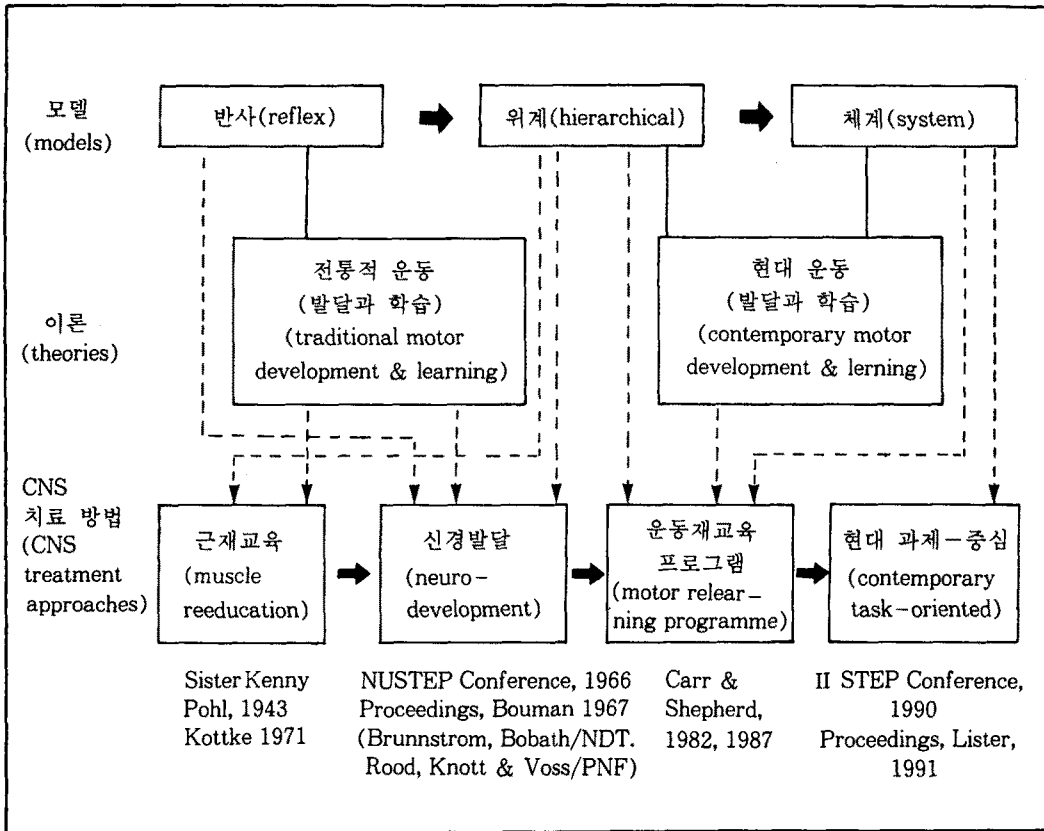 모델
(models)
반사(reflex)
위계(hierarchical)
체계(system)
이론
(theories)
전통적 운동
(발달과 학습)
(traditional motor
development & learning)
현대 운동
(발달과 학습)
(contemporary motor
development & lerning)
CNS
치료 방법
(CNS
treatment
approaches)
근재교육
(muscle
reeducation)
신경발달
(neuro-
development)
운동재교육
프로그램
(motor relear-
ning programme)
현대 과제-중심
(contemporary
task-oriented)
Sister Kenny
Pohl, 1943
Kottke 1971
NUSTEP Conference, 1966
Proceedings, Bouman 1967
(Brunnstrom, Bobath/NDT.
Rood, Knott & Voss/PNF)
Carr &
Shepherd,
1982, 1987
II STEP Conference,
1990
Proceedings, Lister,
1991